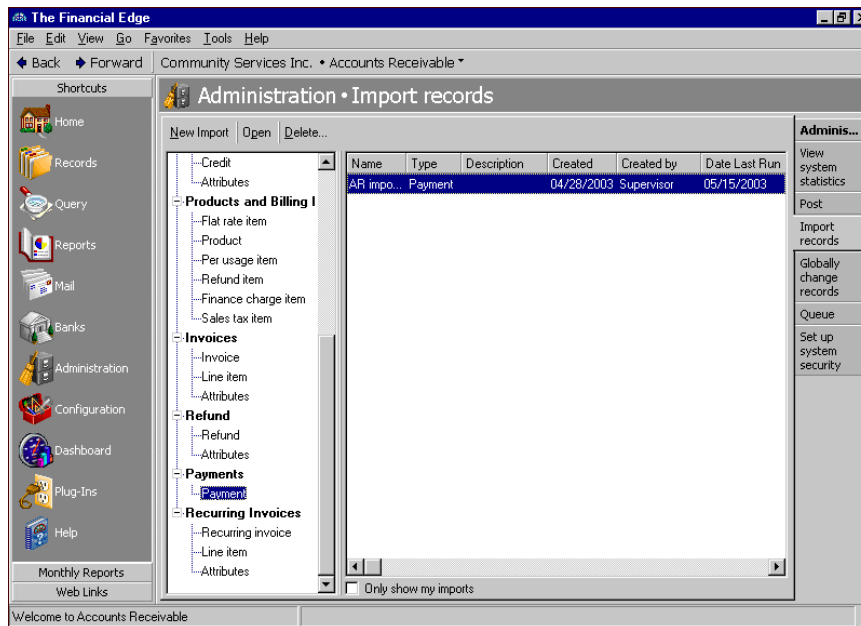 The Financial Edge
File Edit View Go Favorites Tools Help
Back Forward Community Services Inc. • Accounts Receivable
Shortcuts
Home
Records
Query
Reports
Mail
Banks
Administration
Configuration
Dashboard
Plug-Ins
Help
Monthly Reports
Web Links
Administration • Import records
New Import Open Delete...
Credit
Attributes
Products and Billing I
Flat rate item
Product
Per usage item
Refund item
Finance charge item
Sales tax item
Invoices
Invoice
Line item
Attributes
Refund
Refund
Attributes
Payments
Payment
Recurring Invoices
Recurring invoice
Line item
Attributes
Name Type Description Created Created by Date Last Run
AR impo... Payment 04/28/2003 Supervisor 05/15/2003
Only show my imports
Adminis...
View
system
statistics
Post
Import
records
Globally
change
records
Queue
Set up
system
security
Welcome to Accounts Receivable